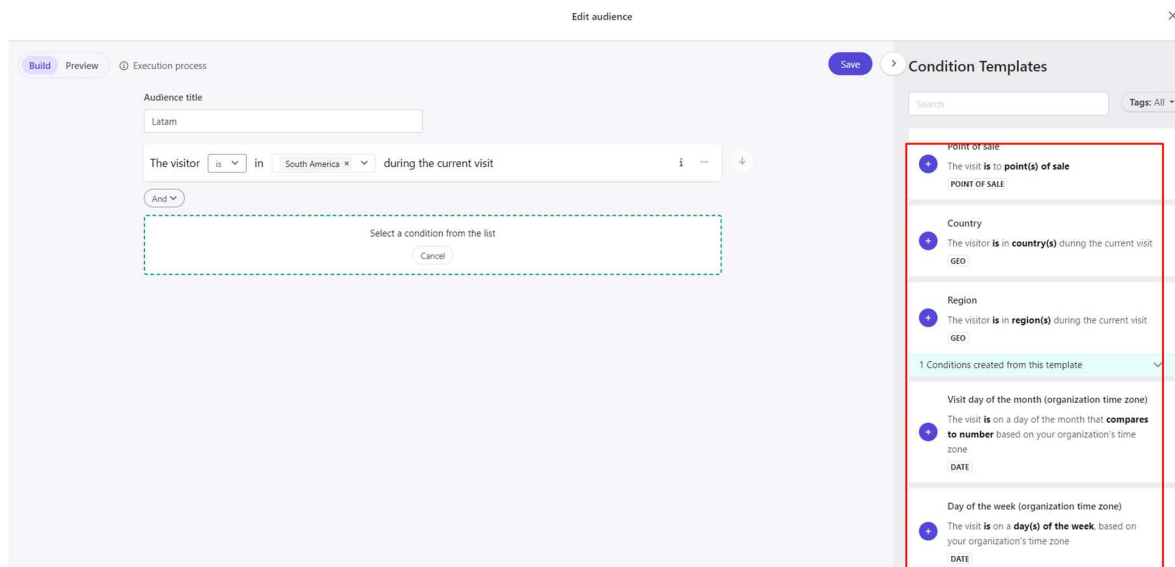 Edit audience
Build Preview Execution process
Save
Audience title
Latam
The visitor is in South America × during the current visit
And
Select a condition from the list
Cancel
Condition Templates
Search
Tags: All
Point of sale
The visit is to point(s) of sale
POINT OF SALE
Country
The visitor is in country(s) during the current visit
GEO
Region
The visitor is in region(s) during the current visit
GEO
1 Conditions created from this template
Visit day of the month (organization time zone)
The visit is on a day of the month that compares
to number based on your organization's time
zone
DATE
Day of the week (organization time zone)
The visit is on a day(s) of the week, based on
your organization's time zone
DATE